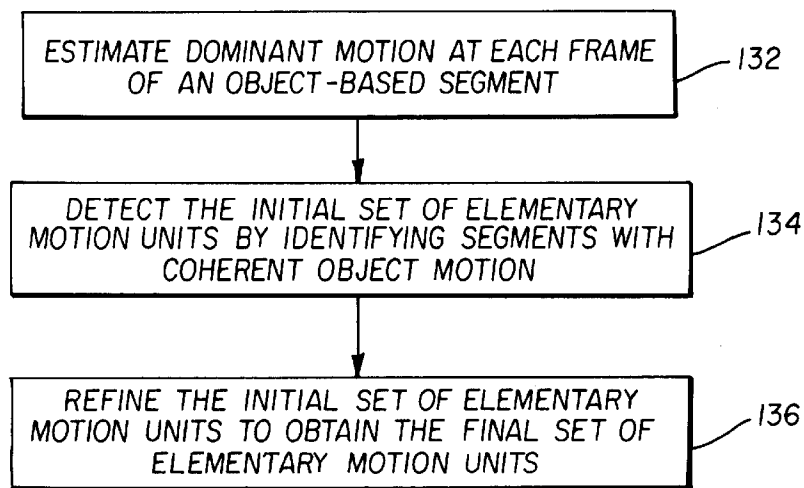 ESTIMATE DOMINANT MOTION AT EACH FRAME
OF AN OBJECT-BASED SEGMENT
132
DETECT THE INITIAL SET OF ELEMENTARY
MOTION UNITS BY IDENTIFYING SEGMENTS WITH
COHERENT OBJECT MOTION
134
REFINE THE INITIAL SET OF ELEMENTARY
MOTION UNITS TO OBTAIN THE FINAL SET OF
ELEMENTARY MOTION UNITS
136